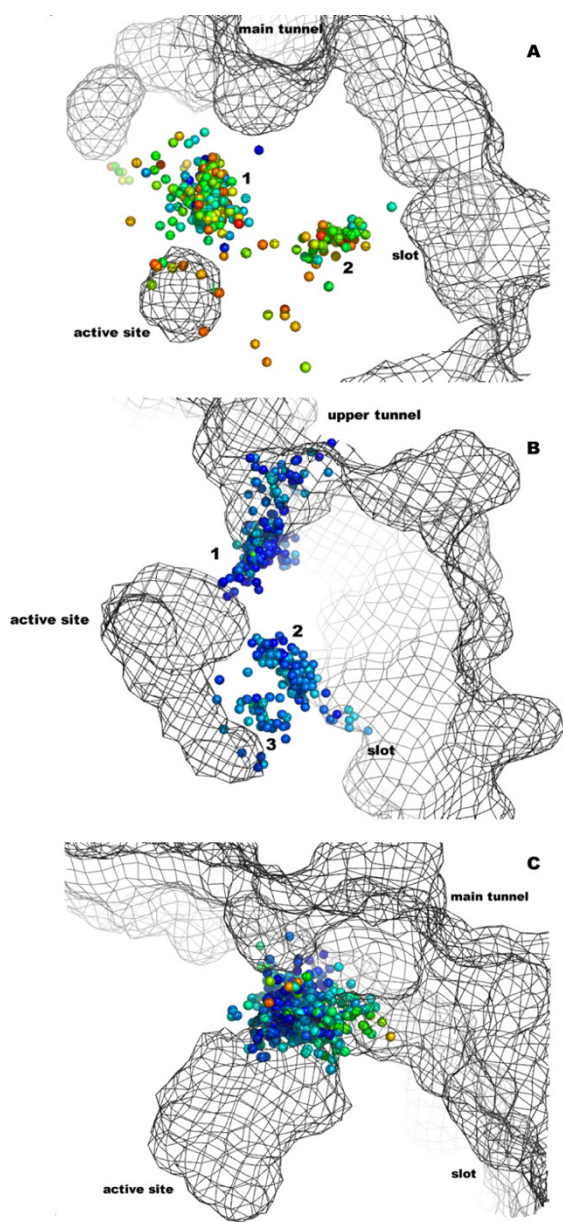 main tunnel
A
1
2
slot
active site
upper tunnel
B
1
active site
2
3
slot
C
main tunnel
active site
slot